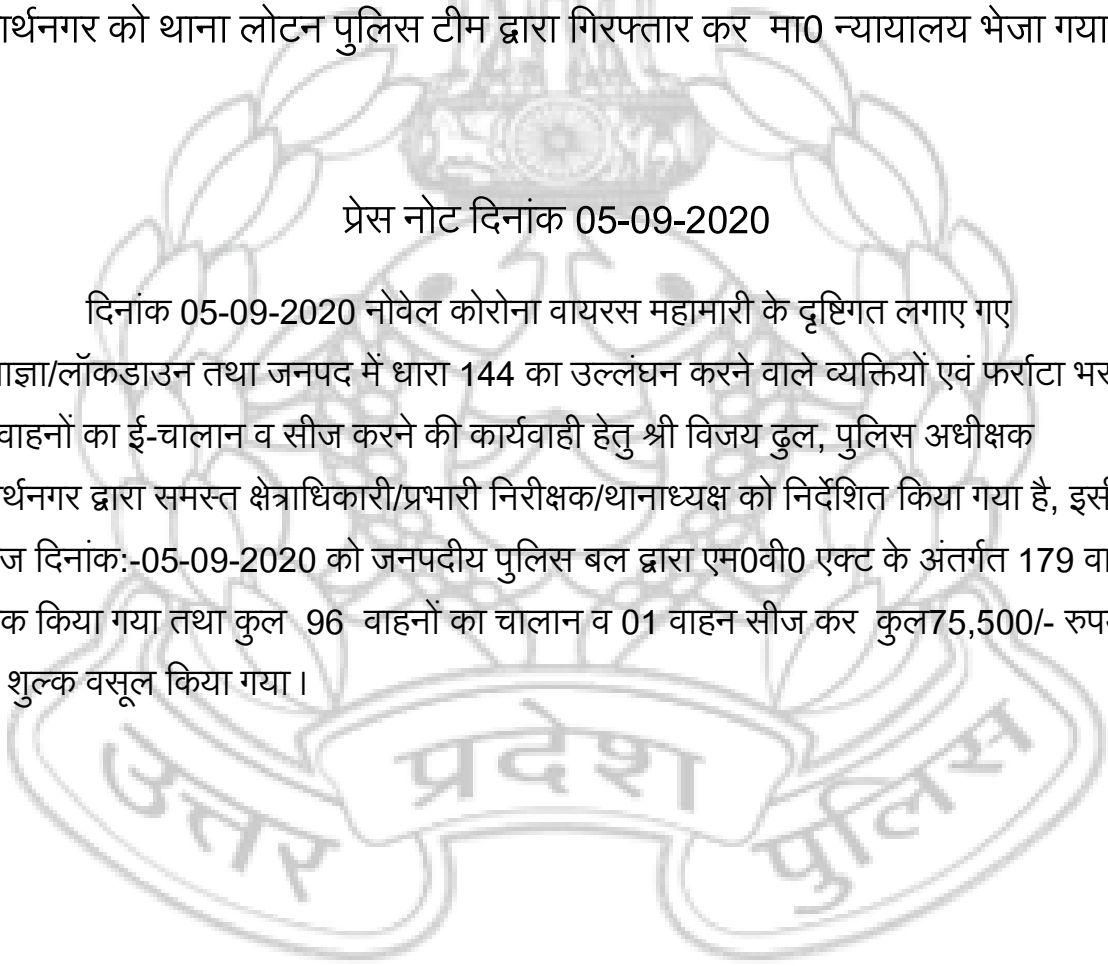 ार्थनगर को थाना लोटन पुलिस टीम द्वारा गिरफ्तार कर मा0 न्यायालय भेजा गया
प्रेस नोट दिनांक 05-09-2020
दिनांक 05-09-2020 नोवेल कोरोना वायरस महामारी के दृष्टिगत लगाए गए
ाज्ञा/लॉकडाउन तथा जनपद में धारा 144 का उल्लंघन करने वाले व्यक्तियों एवं फर्राटा भर
वाहनों का ई-चालान व सीज करने की कार्यवाही हेतु श्री विजय ढुल, पुलिस अधीक्षक
र्थनगर द्वारा समस्त क्षेत्राधिकारी/प्रभारी निरीक्षक/थानाध्यक्ष को निर्देशित किया गया है, इसी
ज दिनांक:-05-09-2020 को जनपदीय पुलिस बल द्वारा एम0वी0 एक्ट के अंतर्गत 179 वा
क किया गया तथा कुल 96 वाहनों का चालान व 01 वाहन सीज कर कुल75,500/- रुप
शुल्क वसूल किया गया ।
उत्तर प्रदेश पुलिस